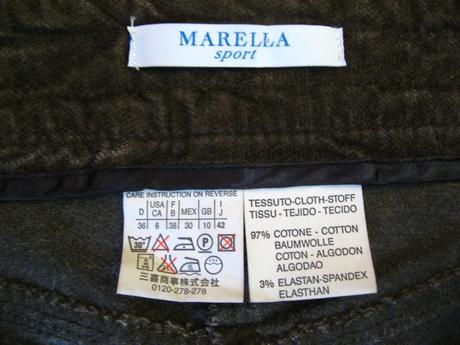 MARELLA
sport
CARE INSTRUCTION ON REVERSE
D USA CA F B MEX GB I J
36 6 38 30 10 42
30°
P
三喜商事株式会社
0120-278-278
TESSUTO-CLOTH-STOFF
TISSU - TEJIDO - TECIDO
97% COTONE - COTTON
BAUMWOLLE
COTON - ALGODON
ALGODAO
3% ELASTAN-SPANDEX
ELASTHAN